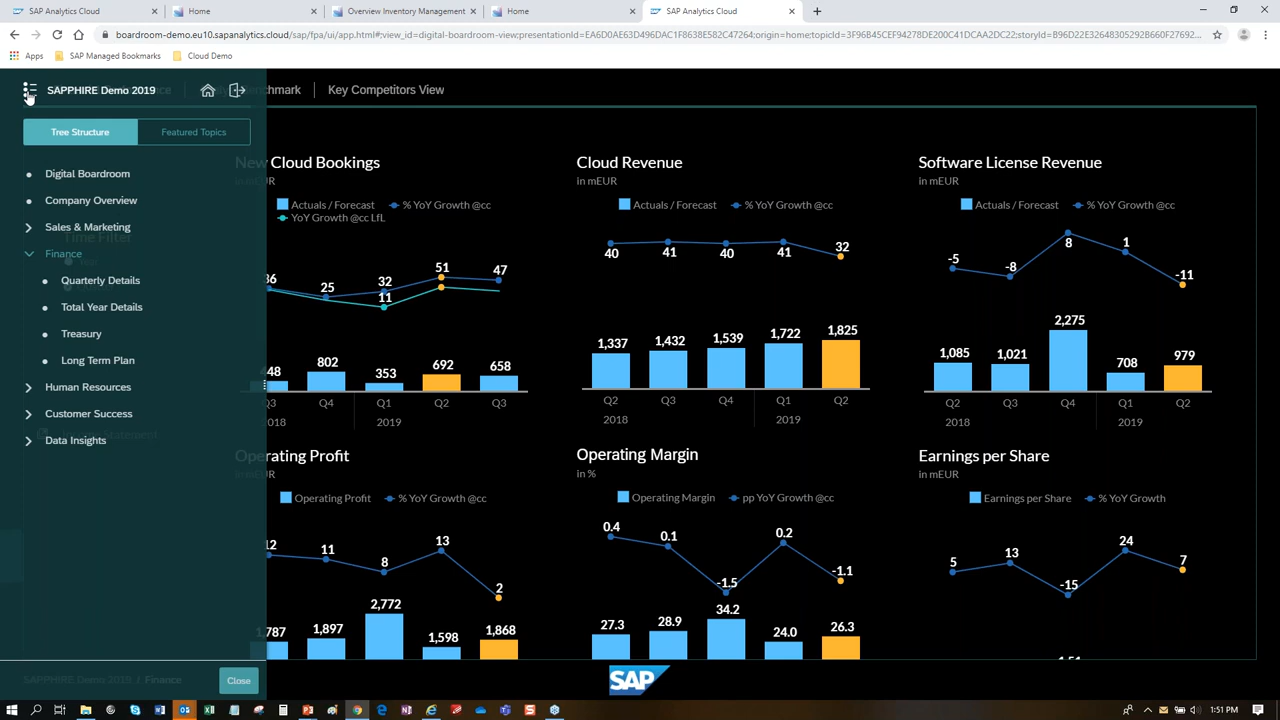 SAP Analytics Cloud
Home
Overview Inventory Management
Home
SAP Analytics Cloud
boardroom-demo.eu10.sapanalytics.cloud/sap/fpa/ui/app.html#;view_id=digital-boardroom-view;presentationId=EA6D0AE63D496DAC1F8638E582C47264;origin=home;topicId=3F96B45CEF94278DE200C41DCAA2DC22;storyId=B96D22E326483052928B660F27692...
Apps
SAP Managed Bookmarks
Cloud Demo
SAPPHIRE Demo 2019
Key Competitors View
Tree Structure
Featured Topics
Digital Boardroom
Company Overview
Sales & Marketing
Time Filter
Finance
Quarterly Details
Total Year Details
Treasury
Long Term Plan
Human Resources
Customer Success
Data Insights
SAPPHIRE Demo 2019 / Finance
Close
New Cloud Bookings
Actuals / Forecast
% YoY Growth @cc
YoY Growth @cc LfL
25 32 51 47
11
802 353 692 658
Q3 Q4 Q1 Q2 Q3
2018 2019
Cloud Revenue
in mEUR
Actuals / Forecast
% YoY Growth @cc
40 41 40 41 32
1,337 1,432 1,539 1,722 1,825
Q2 Q3 Q4 Q1 Q2
2018 2019
Software License Revenue
in mEUR
Actuals / Forecast
% YoY Growth @cc
-5 -8 8 1 -11
1,085 1,021 2,275 708 979
Q2 Q3 Q4 Q1 Q2
2018 2019
Operating Profit
in mEUR
Operating Profit
% YoY Growth @cc
11 8 13 2
1,897 2,772 1,598 1,868
Operating Margin
in %
Operating Margin
pp YoY Growth @cc
0.4 0.1 -1.5 0.2 -1.1
27.3 28.9 34.2 24.0 26.3
Earnings per Share
in mEUR
Earnings per Share
% YoY Growth
5 13 -15 24 7
SAP
1:51 PM